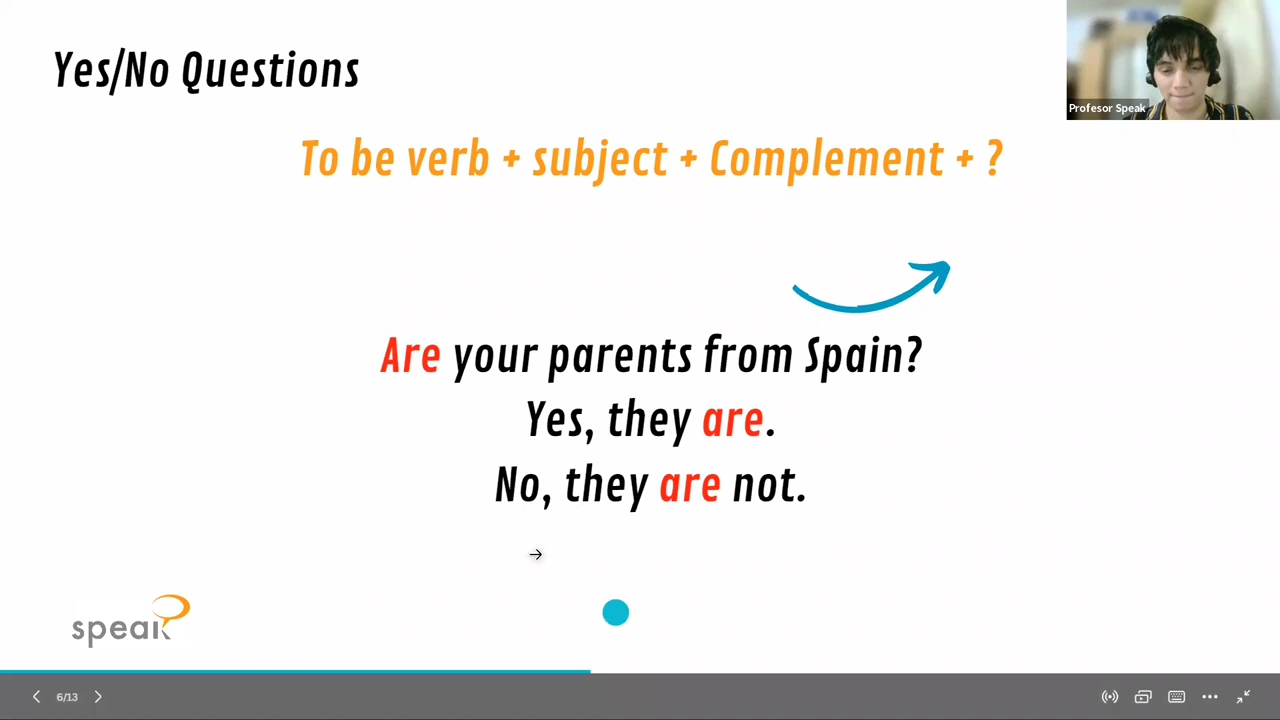 Yes/No Questions
Profesor Speak
To be verb + subject + Complement + ?
Are your parents from Spain?
Yes, they are.
No, they are not.
speak
6/13